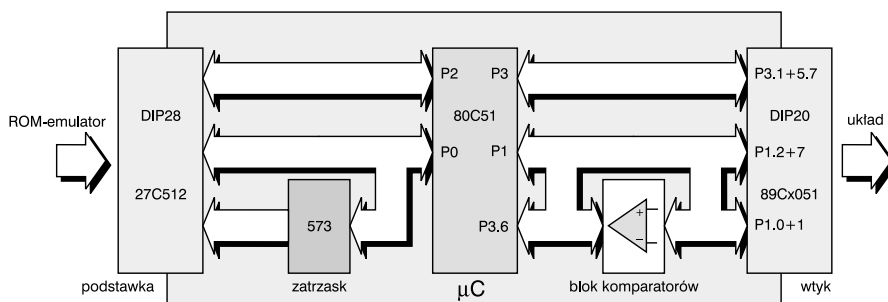 P2
P3
P3.1+5.7
ROM-emulator
DIP28
80C51
DIP20
układ
P0
P1
P1.2+7
27C512
89Cx051
573
P3.6
+
−
P1.0+1
podstawka
zatrzask
μC
blok komparatorów
wtyk